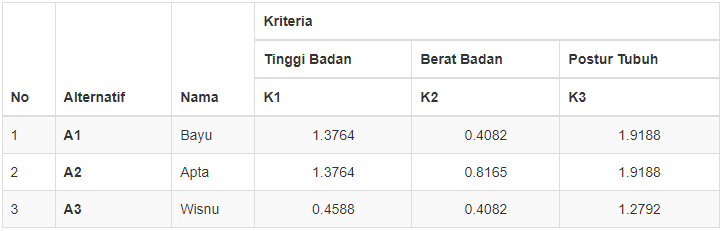 Kriteria
Tinggi Badan Berat Badan Postur Tubuh
No Alternatif Nama K1 K2 K3
1 A1 Bayu 1.3764 0.4082 1.9188
2 A2 Apta 1.3764 0.8165 1.9188
3 A3 Wisnu 0.4588 0.4082 1.2792